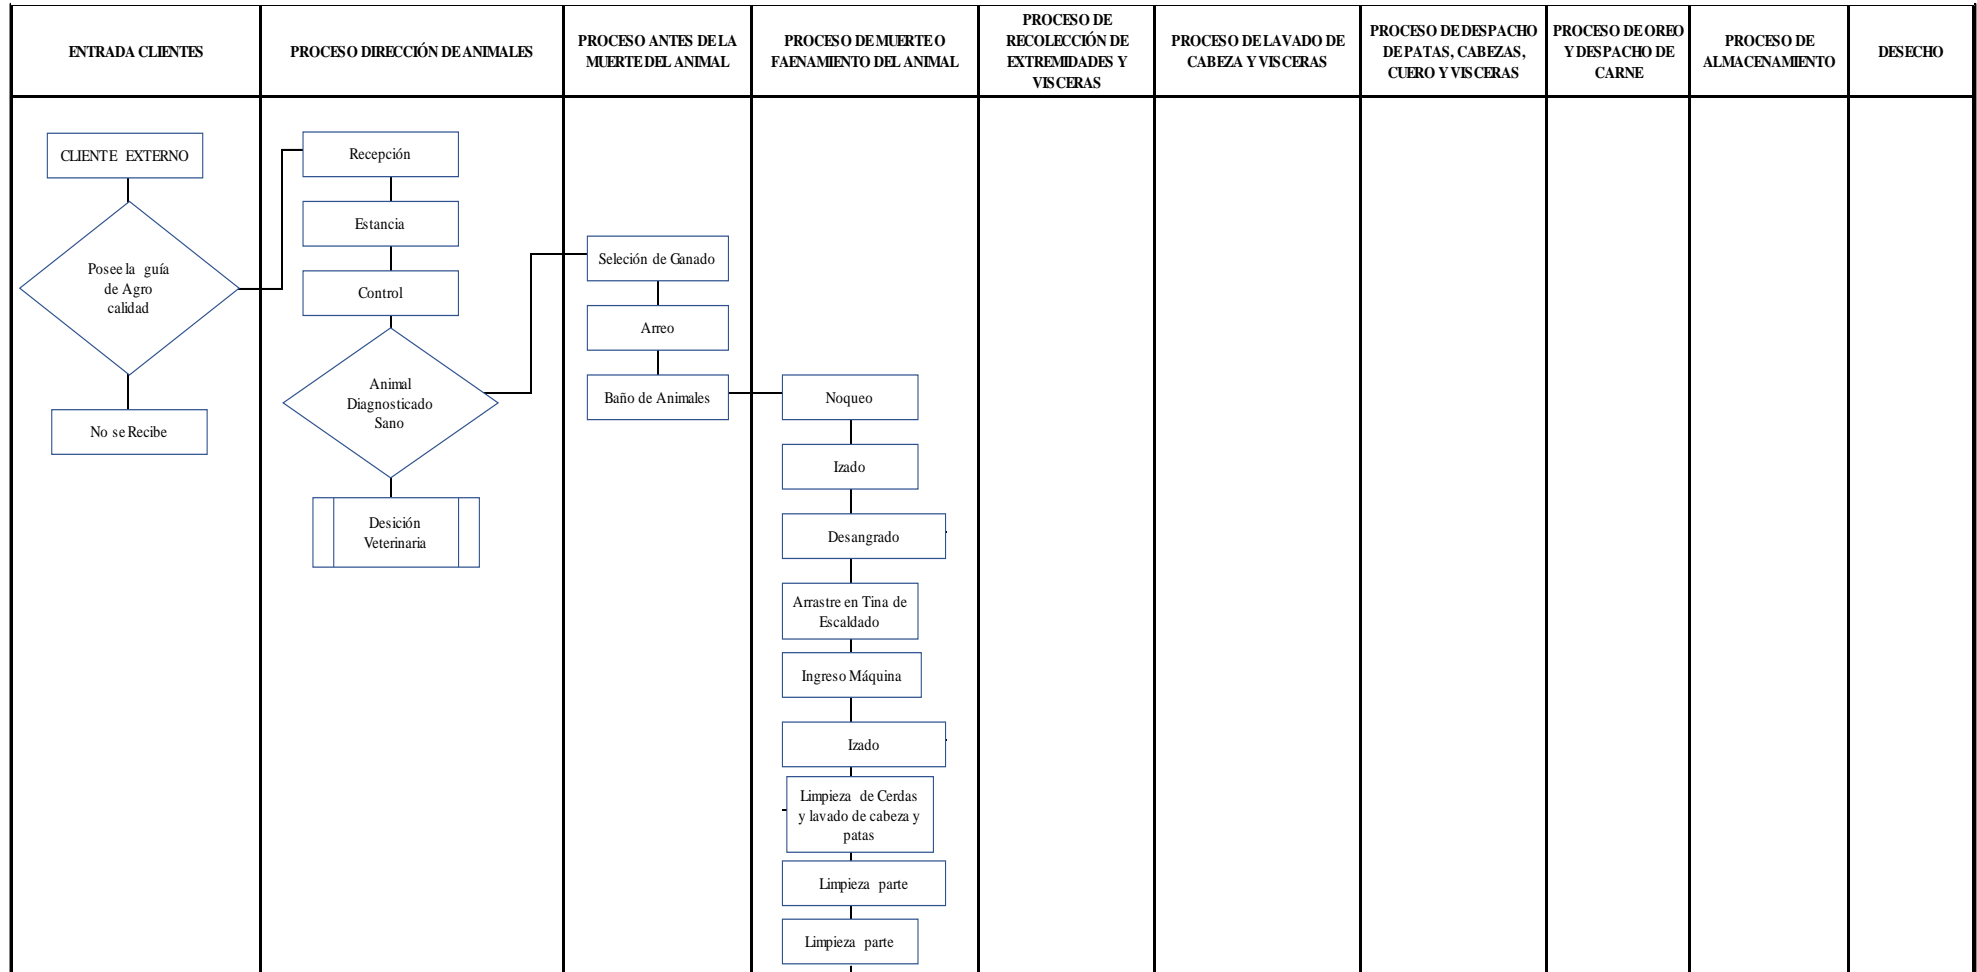 ENTRADA CLIENTES
PROCESO DIRECCIÓN DE ANIMALES
PROCESO ANTES DE LA
MUERTE DEL ANIMAL
PROCESO DE MUERTE O
FAENAMIENTO DEL ANIMAL
PROCESO DE
RECOLECCIÓN DE
EXTREMIDADES Y
VISCERAS
PROCESO DE LAVADO DE
CABEZA Y VISCERAS
PROCESO DE DESPACHO
DE PATAS, CABEZAS,
CUERO Y VISCERAS
PROCESO DE OREO
Y DESPACHO DE
CARNE
PROCESO DE
ALMACENAMIENTO
DESECHO
CLIENTE EXTERNO
Posee la guía
de Agro
calidad
No se Recibe
Recepción
Estancia
Control
Animal
Diagnosticado
Sano
Desición
Veterinaria
Seleción de Ganado
Arreo
Baño de Animales
Noqueo
Izado
Desangrado
Arrastre en Tina de
Escaldado
Ingreso Máquina
Izado
Limpieza de Cerdas
y lavado de cabeza y
patas
Limpieza parte
Limpieza parte